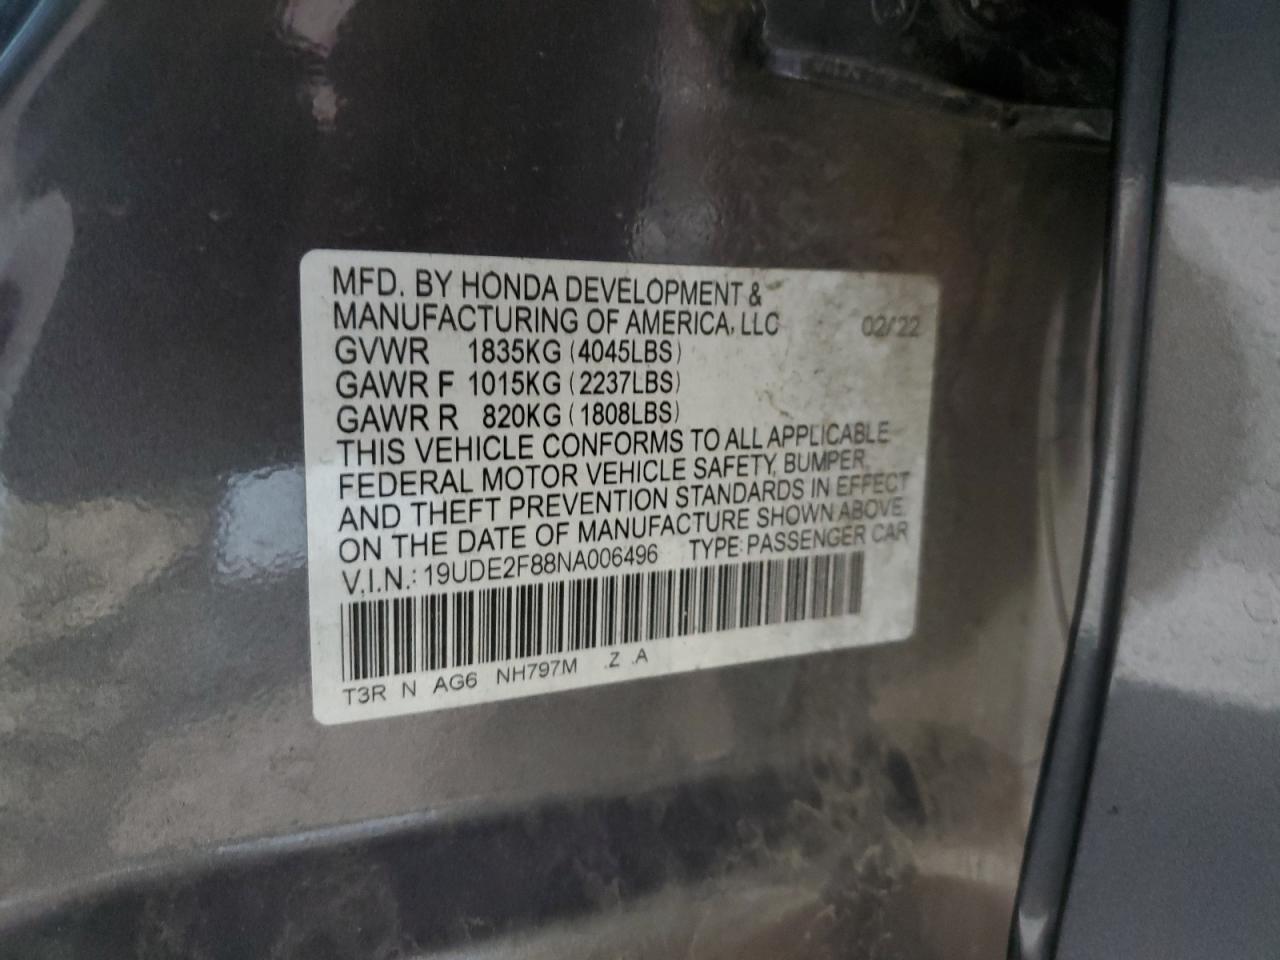 MFD. BY HONDA DEVELOPMENT &
MANUFACTURING OF AMERICA, LLC 02/22
GVWR 1835KG (4045LBS)
GAWR F 1015KG (2237LBS)
GAWR R 820KG (1808LBS)
THIS VEHICLE CONFORMS TO ALL APPLICABLE
FEDERAL MOTOR VEHICLE SAFETY, BUMPER,
AND THEFT PREVENTION STANDARDS IN EFFECT
ON THE DATE OF MANUFACTURE SHOWN ABOVE.
V.I.N.: 19UDE2F88NA006496 TYPE: PASSENGER CAR
T3R N AG6 NH797M .Z .A